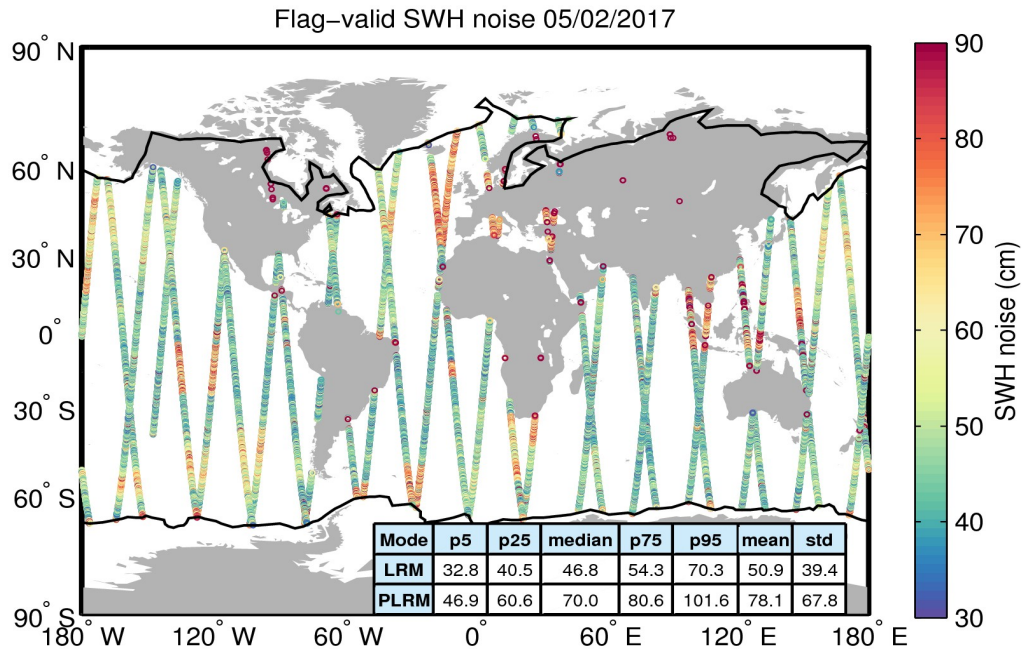 Flag−valid SWH noise 05/02/2017
90° N
60° N
30° N
0°
30° S
60° S
90° S
180° W 120° W 60° W 0° 60° E 120° E 180° E
Mode p5 p25 median p75 p95 mean std
LRM 32.8 40.5 46.8 54.3 70.3 50.9 39.4
PLRM 46.9 60.6 70.0 80.6 101.6 78.1 67.8
90
80
70
60
50
40
30
SWH noise (cm)